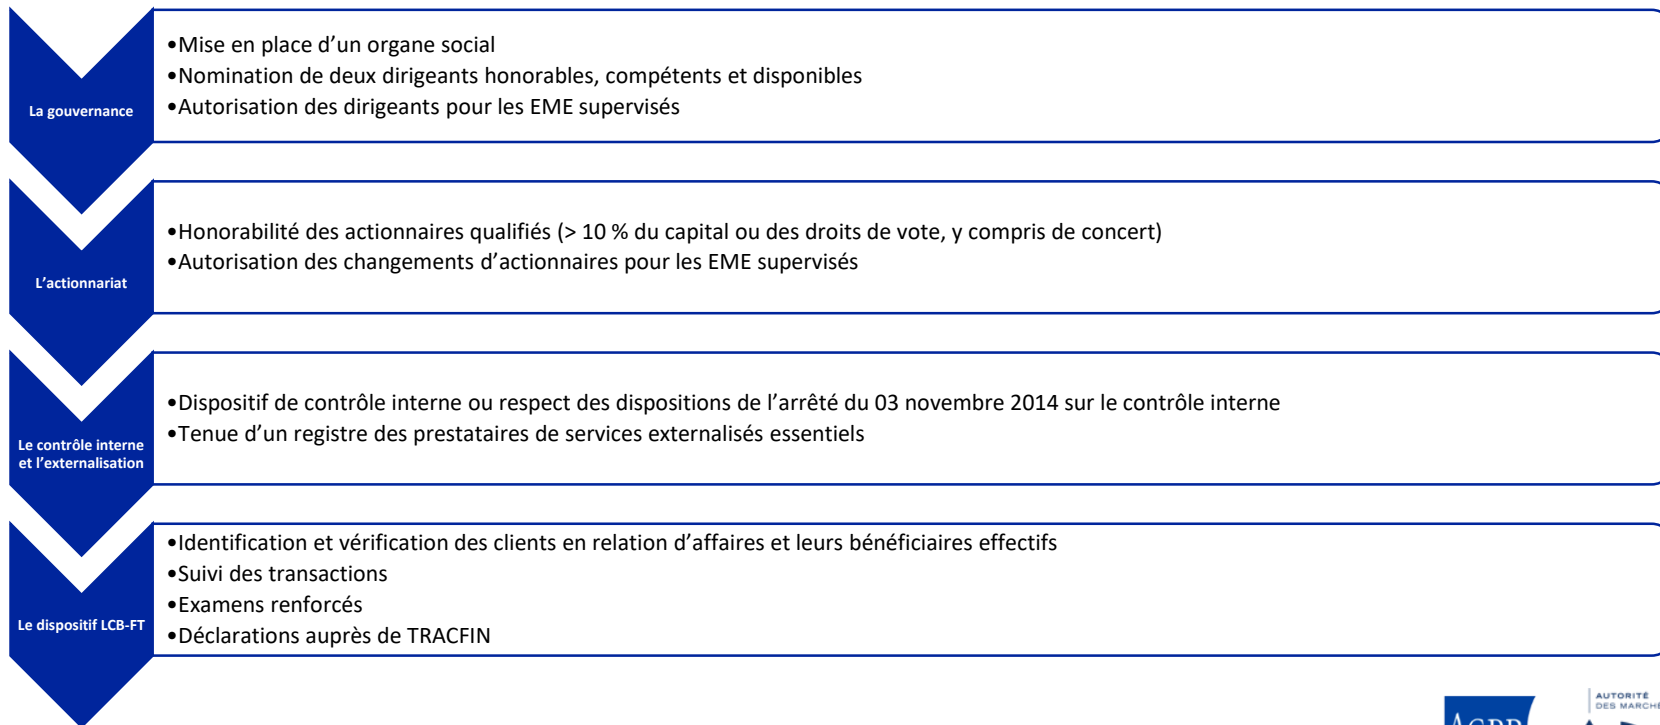 La gouvernance
•Mise en place d’un organe social
•Nomination de deux dirigeants honorables, compétents et disponibles
•Autorisation des dirigeants pour les EME supervisés
L’actionnariat
•Honorabilité des actionnaires qualifiés (> 10 % du capital ou des droits de vote, y compris de concert)
•Autorisation des changements d’actionnaires pour les EME supervisés
Le contrôle interne
et l’externalisation
•Dispositif de contrôle interne ou respect des dispositions de l’arrêté du 03 novembre 2014 sur le contrôle interne
•Tenue d’un registre des prestataires de services externalisés essentiels
Le dispositif LCB-FT
•Identification et vérification des clients en relation d’affaires et leurs bénéficiaires effectifs
•Suivi des transactions
•Examens renforcés
•Déclarations auprès de TRACFIN
ACPR
AUTORITÉ
DES MARCHÉ